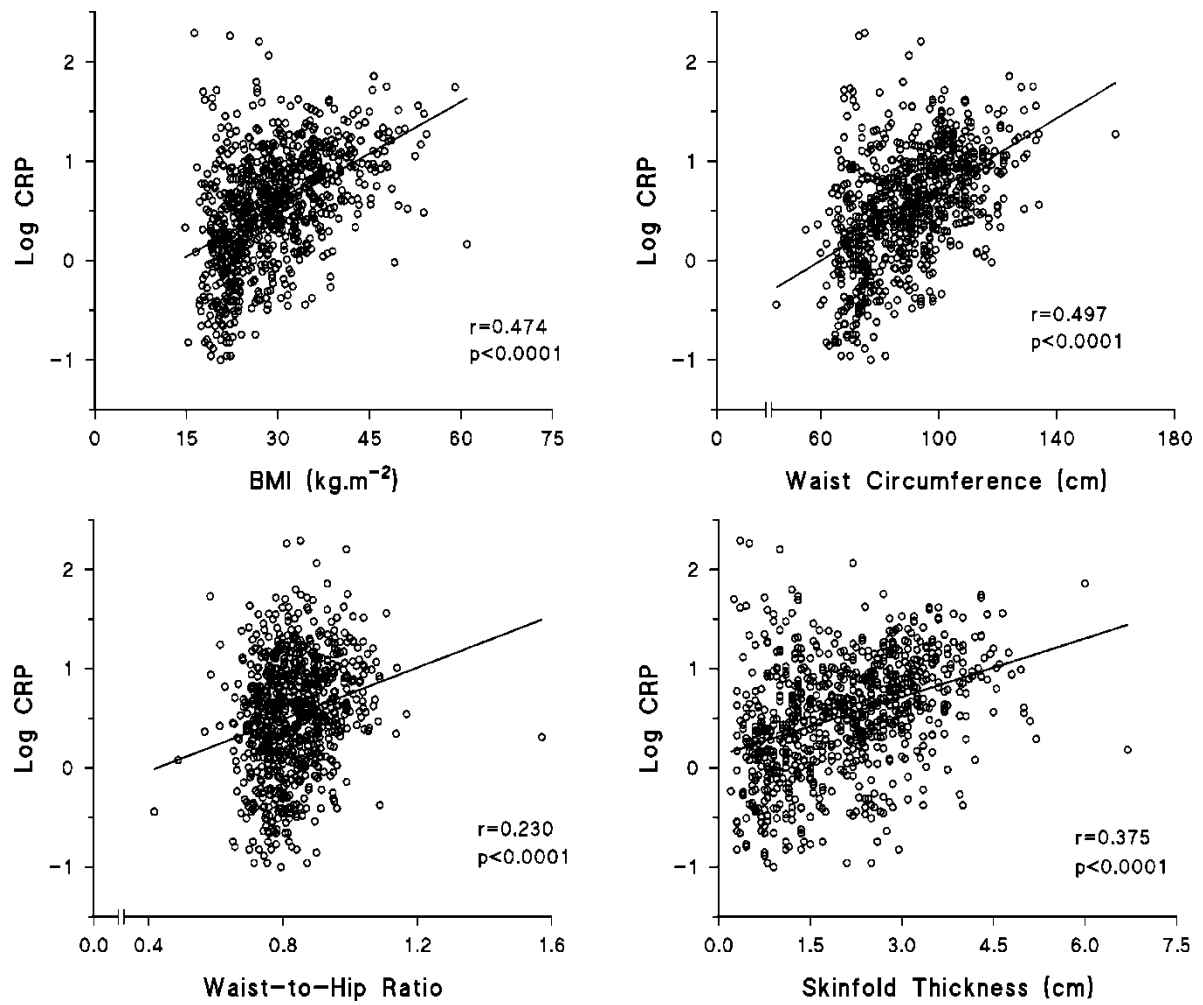 Log CRP
2
1
0
−1
r=0.474
p<0.0001
0 15 30 45 60 75
BMI (kg.m⁻²)
Log CRP
2
1
0
−1
r=0.497
p<0.0001
0 60 100 140 180
Waist Circumference (cm)
Log CRP
2
1
0
−1
r=0.230
p<0.0001
0.0 0.4 0.8 1.2 1.6
Waist−to−Hip Ratio
Log CRP
2
1
0
−1
r=0.375
p<0.0001
0.0 1.5 3.0 4.5 6.0 7.5
Skinfold Thickness (cm)